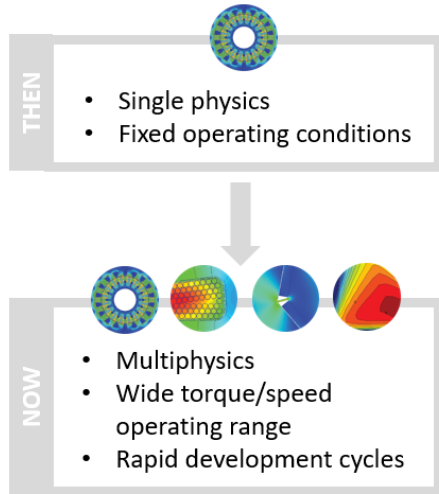 THEN
• Single physics
• Fixed operating conditions
NOW
• Multiphysics
• Wide torque/speed
operating range
• Rapid development cycles